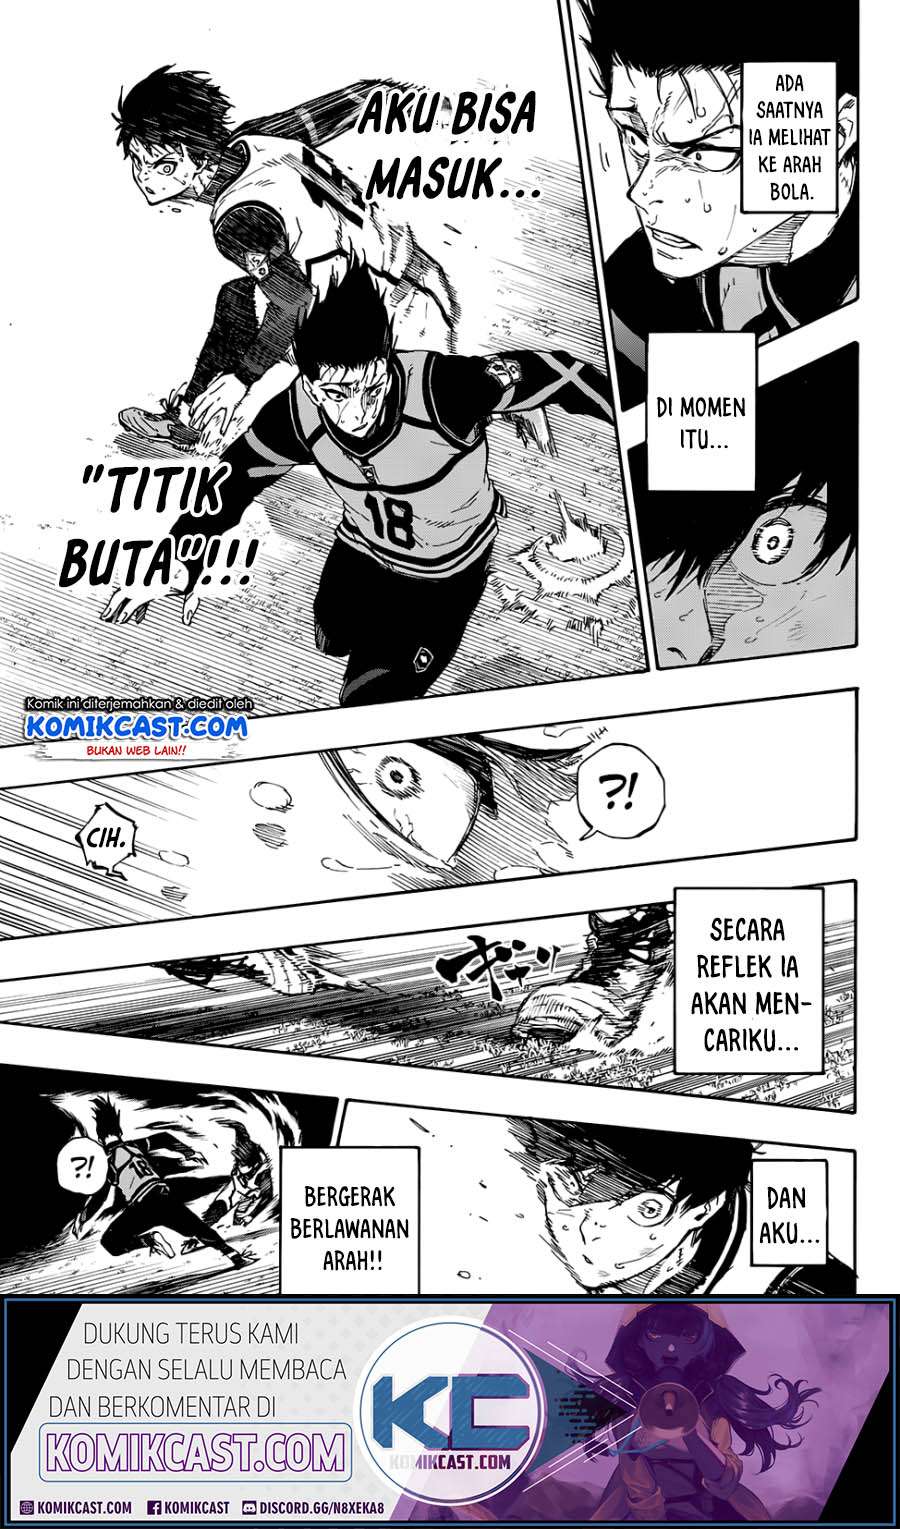 ADA
SAATNYA
IA MELIHAT
KE ARAH
BOLA.
DI MOMEN
ITU...
AKU BISA
MASUK...
"TITIK
BUTA"!!!
18
Komik ini diterjemahkan & diedit oleh
KOMIKCAST.COM
BUKAN WEB LAIN!!
?!
CIH.
SECARA
REFLEK IA
AKAN MEN-
CARIKU...
DAN
AKU...
BERGERAK
BERLAWANAN
ARAH!!
?!
DUKUNG TERUS KAMI
DENGAN SELALU MEMBACA
DAN BERKOMENTAR DI
KOMIKCAST.COM
KC
KOMIKCAST.COM
KOMIKCAST.COM KOMIKCAST DISCORD.GG/N8XEKA8